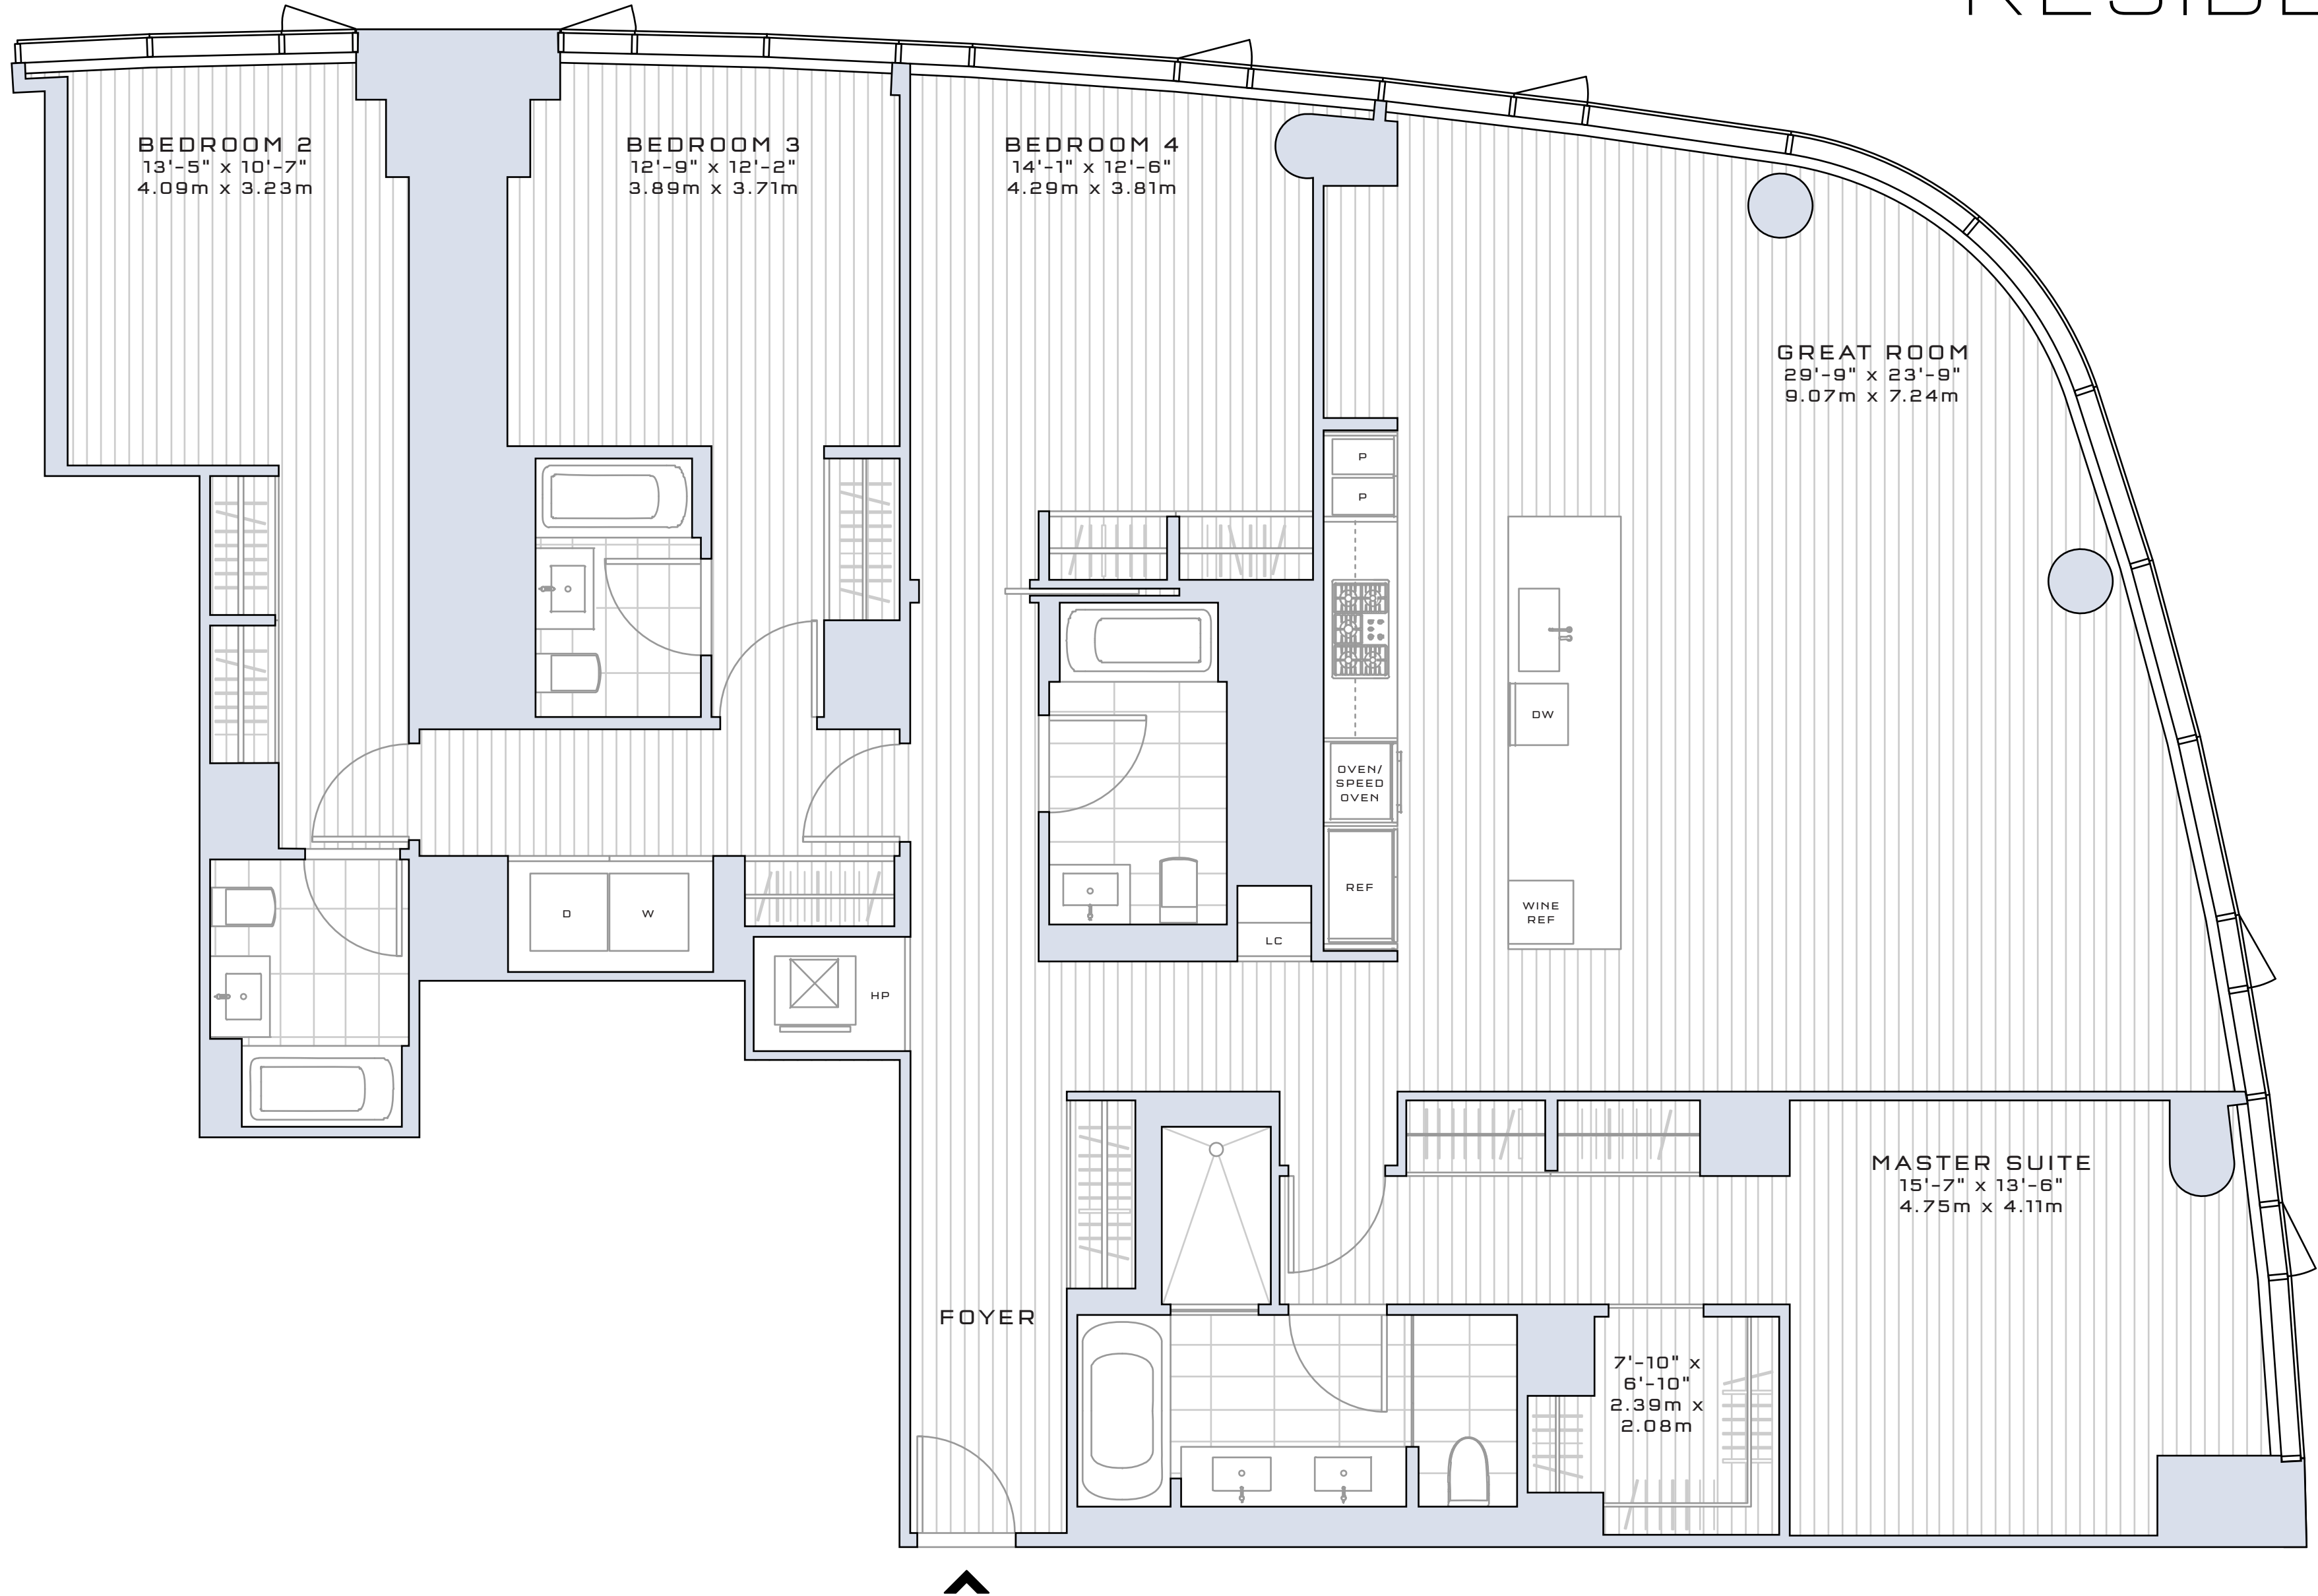 BEDROOM 2
13'-5" x 10'-7"
4.09m x 3.23m
BEDROOM 3
12'-9" x 12'-2"
3.89m x 3.71m
BEDROOM 4
14'-1" x 12'-6"
4.29m x 3.81m
GREAT ROOM
29'-9" x 23'-9"
9.07m x 7.24m
P
P
DW
OVEN/
SPEED
OVEN
REF
WINE
REF
D
W
LC
HP
MASTER SUITE
15'-7" x 13'-6"
4.75m x 4.11m
FOYER
7'-10" x
6'-10"
2.39m x
2.08m